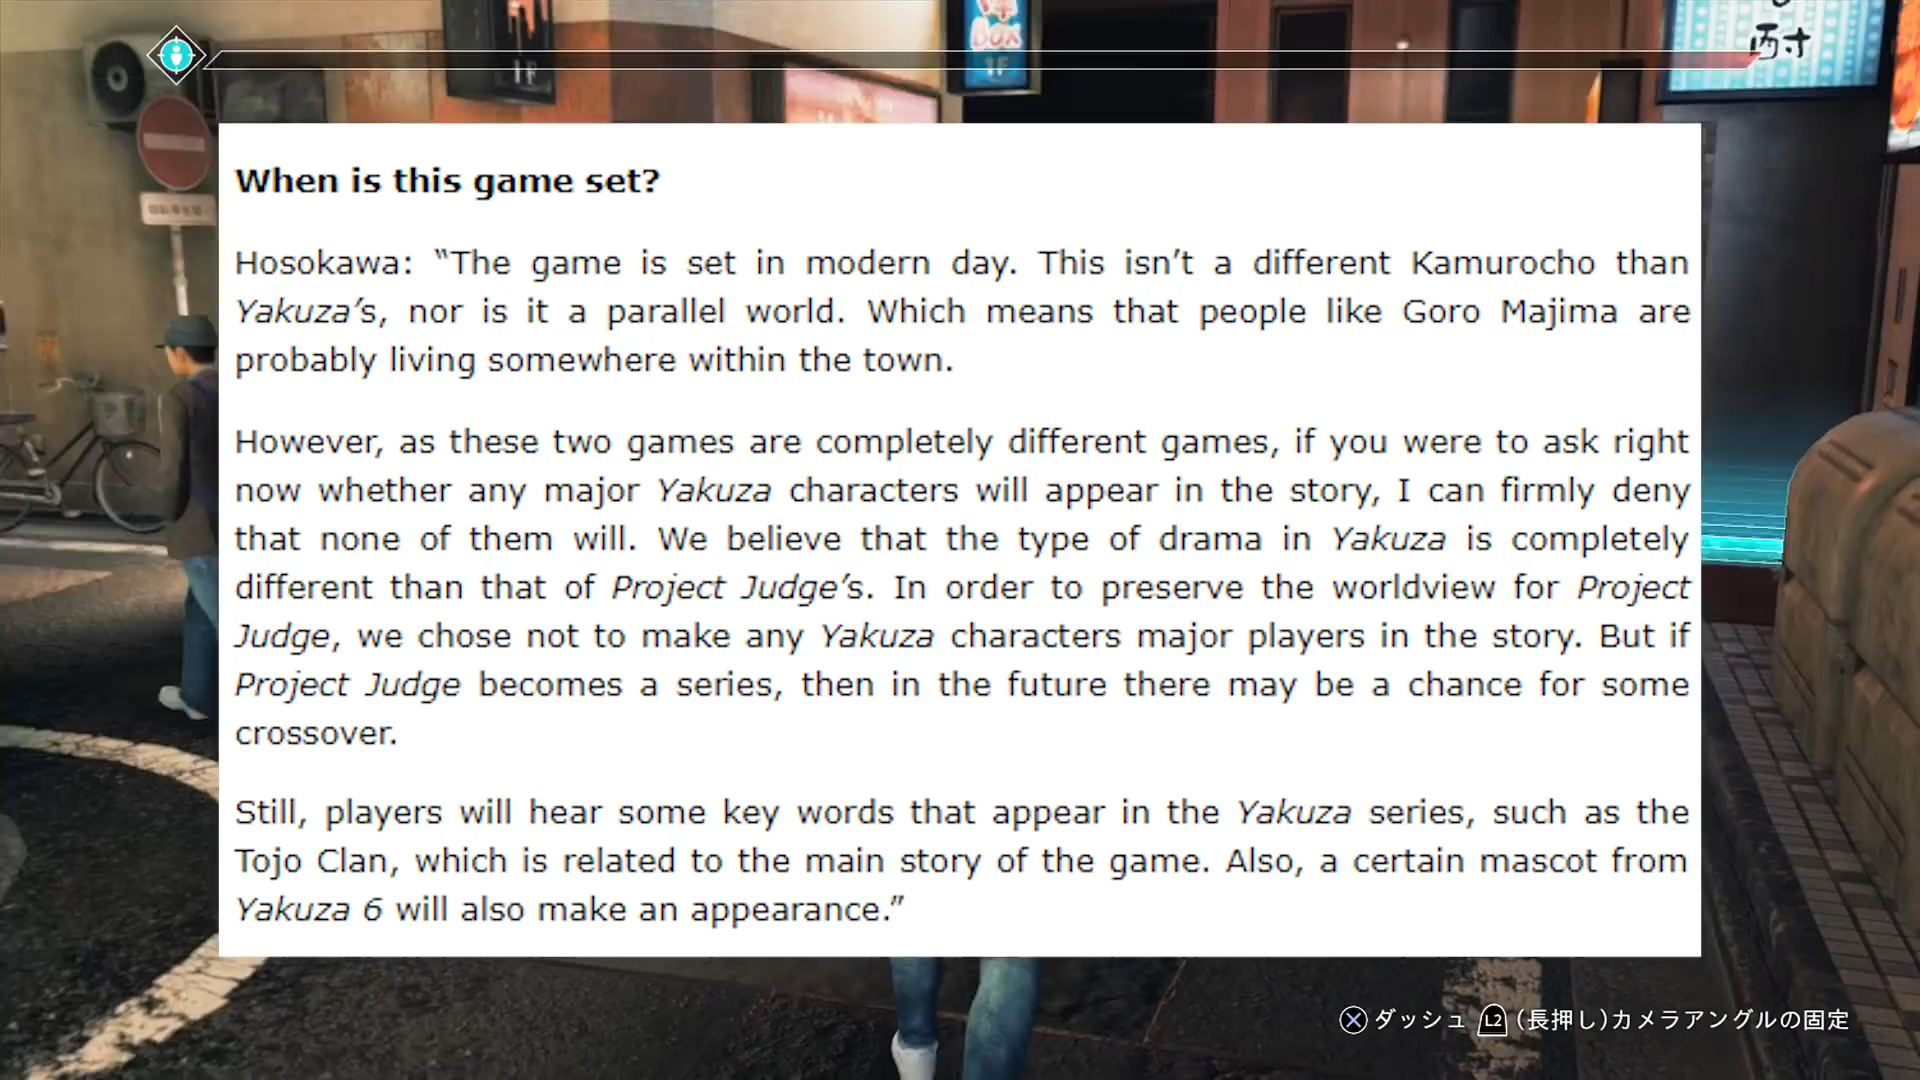 1F
BOX
1F
酎
When is this game set?
Hosokawa: “The game is set in modern day. This isn’t a different Kamurocho than
Yakuza’s, nor is it a parallel world. Which means that people like Goro Majima are
probably living somewhere within the town.
However, as these two games are completely different games, if you were to ask right
now whether any major Yakuza characters will appear in the story, I can firmly deny
that none of them will. We believe that the type of drama in Yakuza is completely
different than that of Project Judge’s. In order to preserve the worldview for Project
Judge, we chose not to make any Yakuza characters major players in the story. But if
Project Judge becomes a series, then in the future there may be a chance for some
crossover.
Still, players will hear some key words that appear in the Yakuza series, such as the
Tojo Clan, which is related to the main story of the game. Also, a certain mascot from
Yakuza 6 will also make an appearance.”
ダッシュ L2 (長押し)カメラアングルの固定